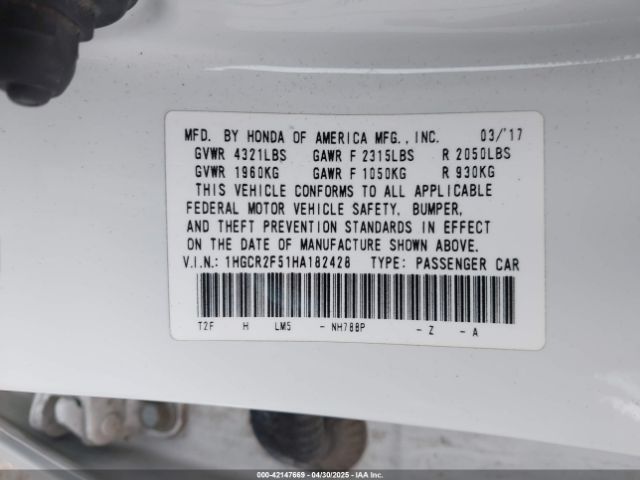 MFD. BY HONDA OF AMERICA MFG., INC. 03/'17
GVWR 4321LBS GAWR F 2315LBS R 2050LBS
GVWR 1960KG GAWR F 1050KG R 930KG
THIS VEHICLE CONFORMS TO ALL APPLICABLE
FEDERAL MOTOR VEHICLE SAFETY, BUMPER,
AND THEFT PREVENTION STANDARDS IN EFFECT
ON THE DATE OF MANUFACTURE SHOWN ABOVE.
V.I.N.: 1HGCR2F51HA182428 TYPE: PASSENGER CAR
T2F H LM5 - NH788P - Z - A
000-42147669 - 04/30/2025 - IAA Inc.